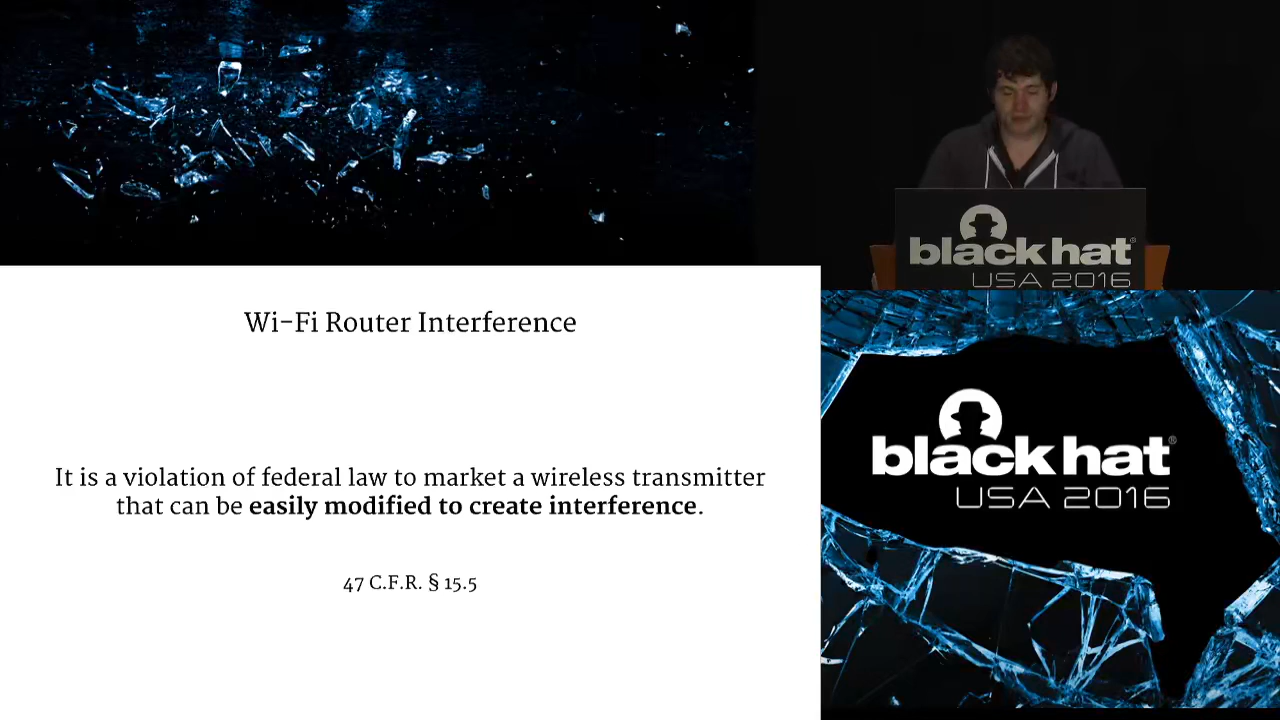 black hat®
USA 2016
Wi-Fi Router Interference
It is a violation of federal law to market a wireless transmitter
that can be easily modified to create interference.
47 C.F.R. § 15.5
black hat®
USA 2016